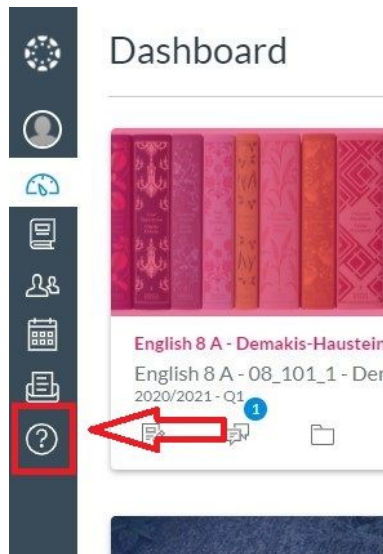 Dashboard
English 8 A - Demakis-Haustein
English 8 A - 08_101_1 - Der
2020/2021 - Q1
1
?